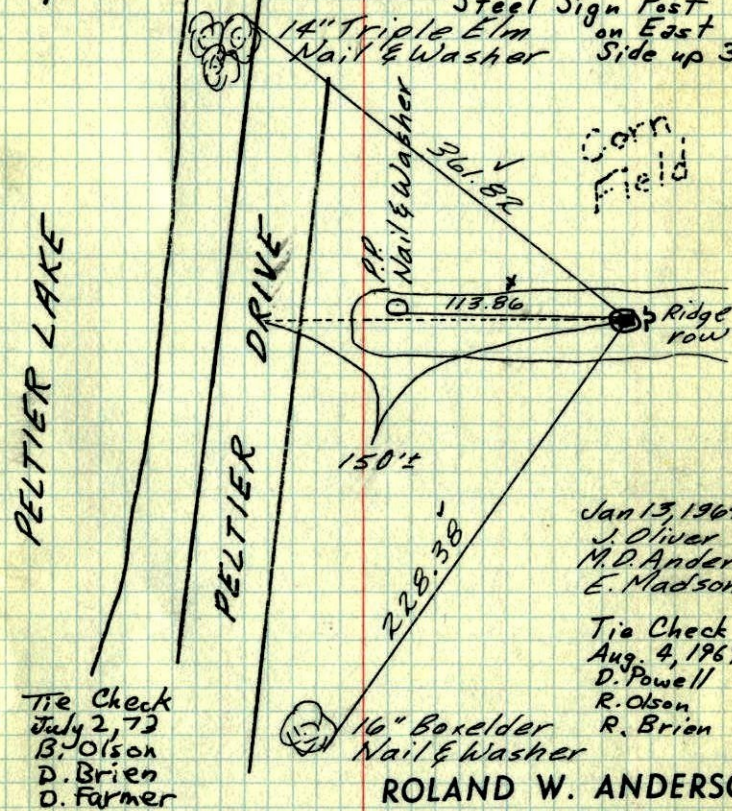 Steel Sign Post
14" Triple Elm
on East
Nail & Washer
Side up 3
Corn
Field
361.82
P.P.
Nail & Washer
113.86
Ridge
row
PELTIER LAKE
PELTIER DRIVE
150'±
228.38
Jan 13, 196
J. Oliver
M.D. Ander
E. Madson
Tie Check
Aug. 4, 196
D. Powell
R. Olson
R. Brien
Tie Check
July 2, 73
B. Olson
D. Brien
D. Farmer
16" Boxelder
Nail & Washer
ROLAND W. ANDERSO